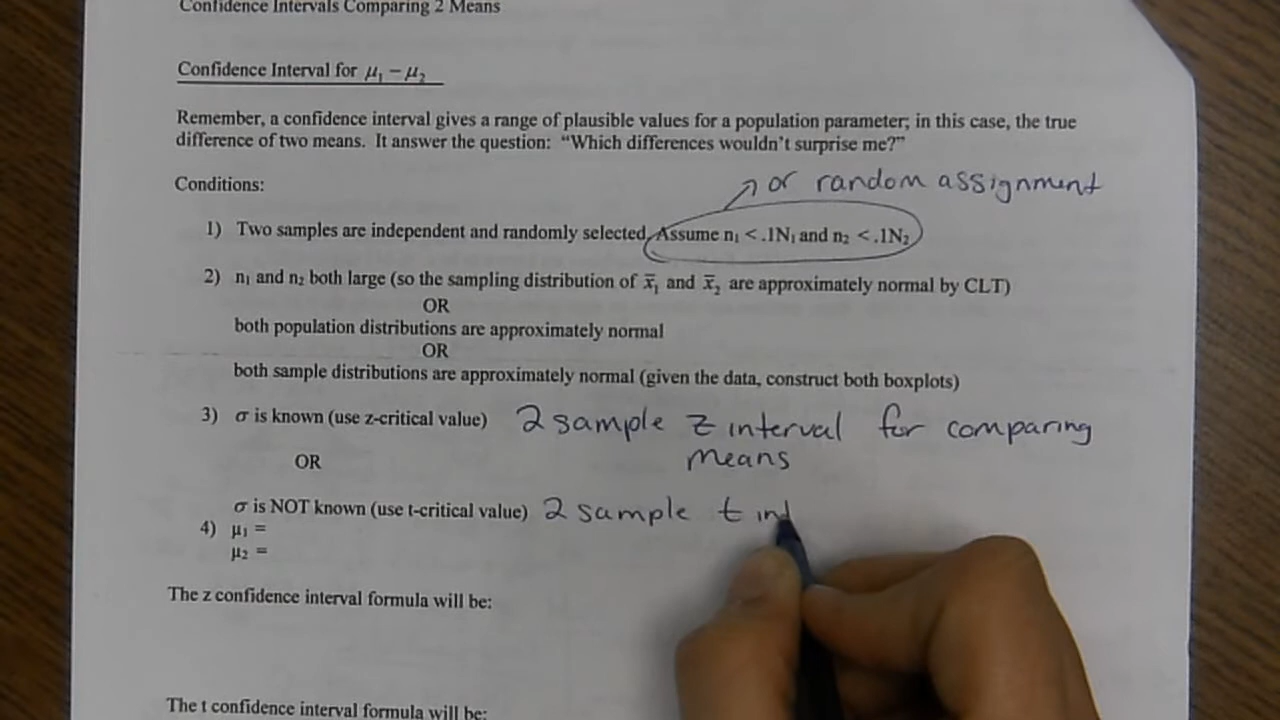 Confidence Intervals Comparing 2 Means
Confidence Interval for μ₁ − μ₂
Remember, a confidence interval gives a range of plausible values for a population parameter; in this case, the true
difference of two means. It answer the question: "Which differences wouldn't surprise me?"
Conditions:
or random assignment
1) Two samples are independent and randomly selected. Assume n₁ < .1N₁ and n₂ < .1N₂
2) n₁ and n₂ both large (so the sampling distribution of x̄₁ and x̄₂ are approximately normal by CLT)
OR
both population distributions are approximately normal
OR
both sample distributions are approximately normal (given the data, construct both boxplots)
3) σ is known (use z-critical value) 2 sample z interval for comparing
means
OR
σ is NOT known (use t-critical value) 2 sample t int
4) μ₁ =
μ₂ =
The z confidence interval formula will be:
The t confidence interval formula will be: